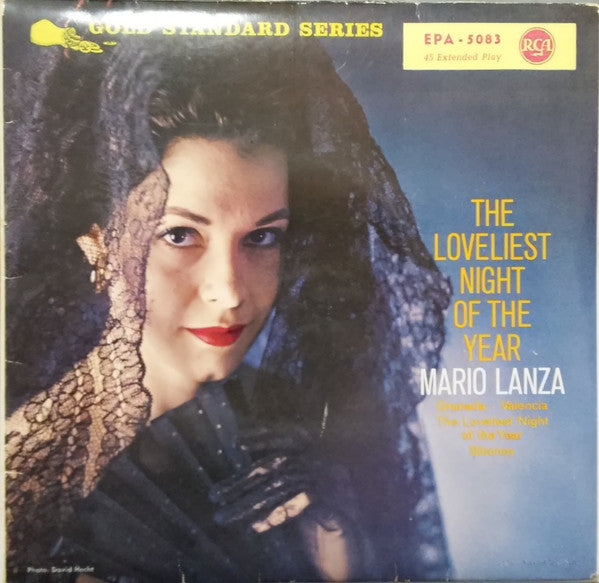 GOLD STANDARD SERIES
EPA - 5083
45 Extended Play
RCA
THE
LOVELIEST
NIGHT
OF THE
YEAR
MARIO LANZA
Granada - Valencia
The Loveliest Night
of the Year
Photo: David Hecht